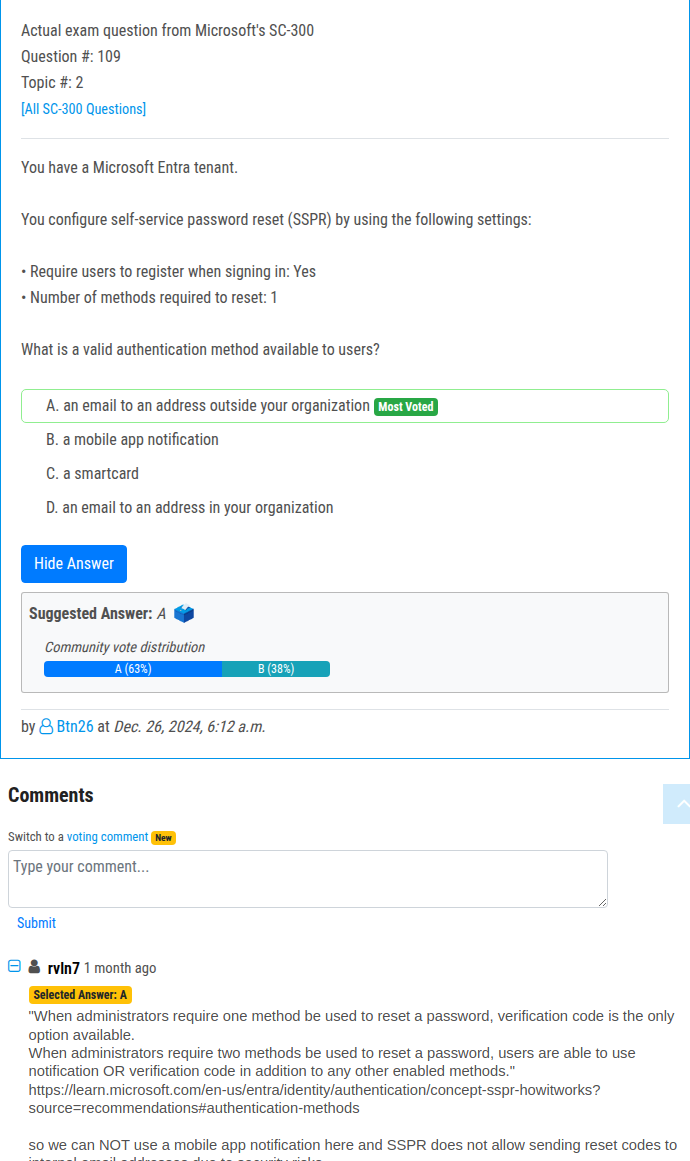 Actual exam question from Microsoft's SC-300
Question #: 109
Topic #: 2
[All SC-300 Questions]
You have a Microsoft Entra tenant.
You configure self-service password reset (SSPR) by using the following settings:
• Require users to register when signing in: Yes
• Number of methods required to reset: 1
What is a valid authentication method available to users?
A. an email to an address outside your organization Most Voted
B. a mobile app notification
C. a smartcard
D. an email to an address in your organization
Hide Answer
Suggested Answer: A
Community vote distribution
A (63%) B (38%)
by Btn26 at Dec. 26, 2024, 6:12 a.m.
Comments
Switch to a voting comment New
Type your comment...
Submit
rvln7 1 month ago
Selected Answer: A
"When administrators require one method be used to reset a password, verification code is the only
option available.
When administrators require two methods be used to reset a password, users are able to use
notification OR verification code in addition to any other enabled methods."
https://learn.microsoft.com/en-us/entra/identity/authentication/concept-sspr-howitworks?
source=recommendations#authentication-methods
so we can NOT use a mobile app notification here and SSPR does not allow sending reset codes to
internal email addresses due to security risks